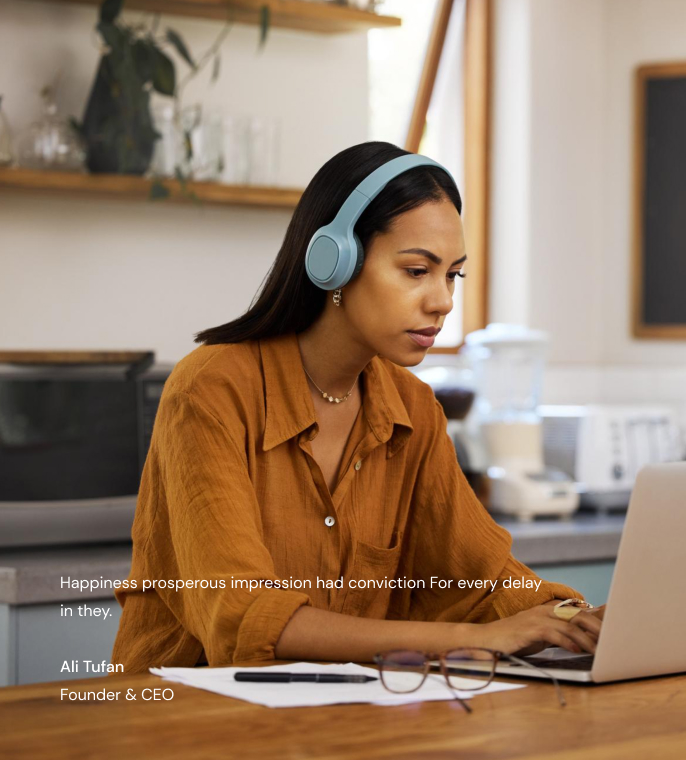 Happiness prosperous impression had conviction For every delay
in they.
Ali Tufan
Founder & CEO